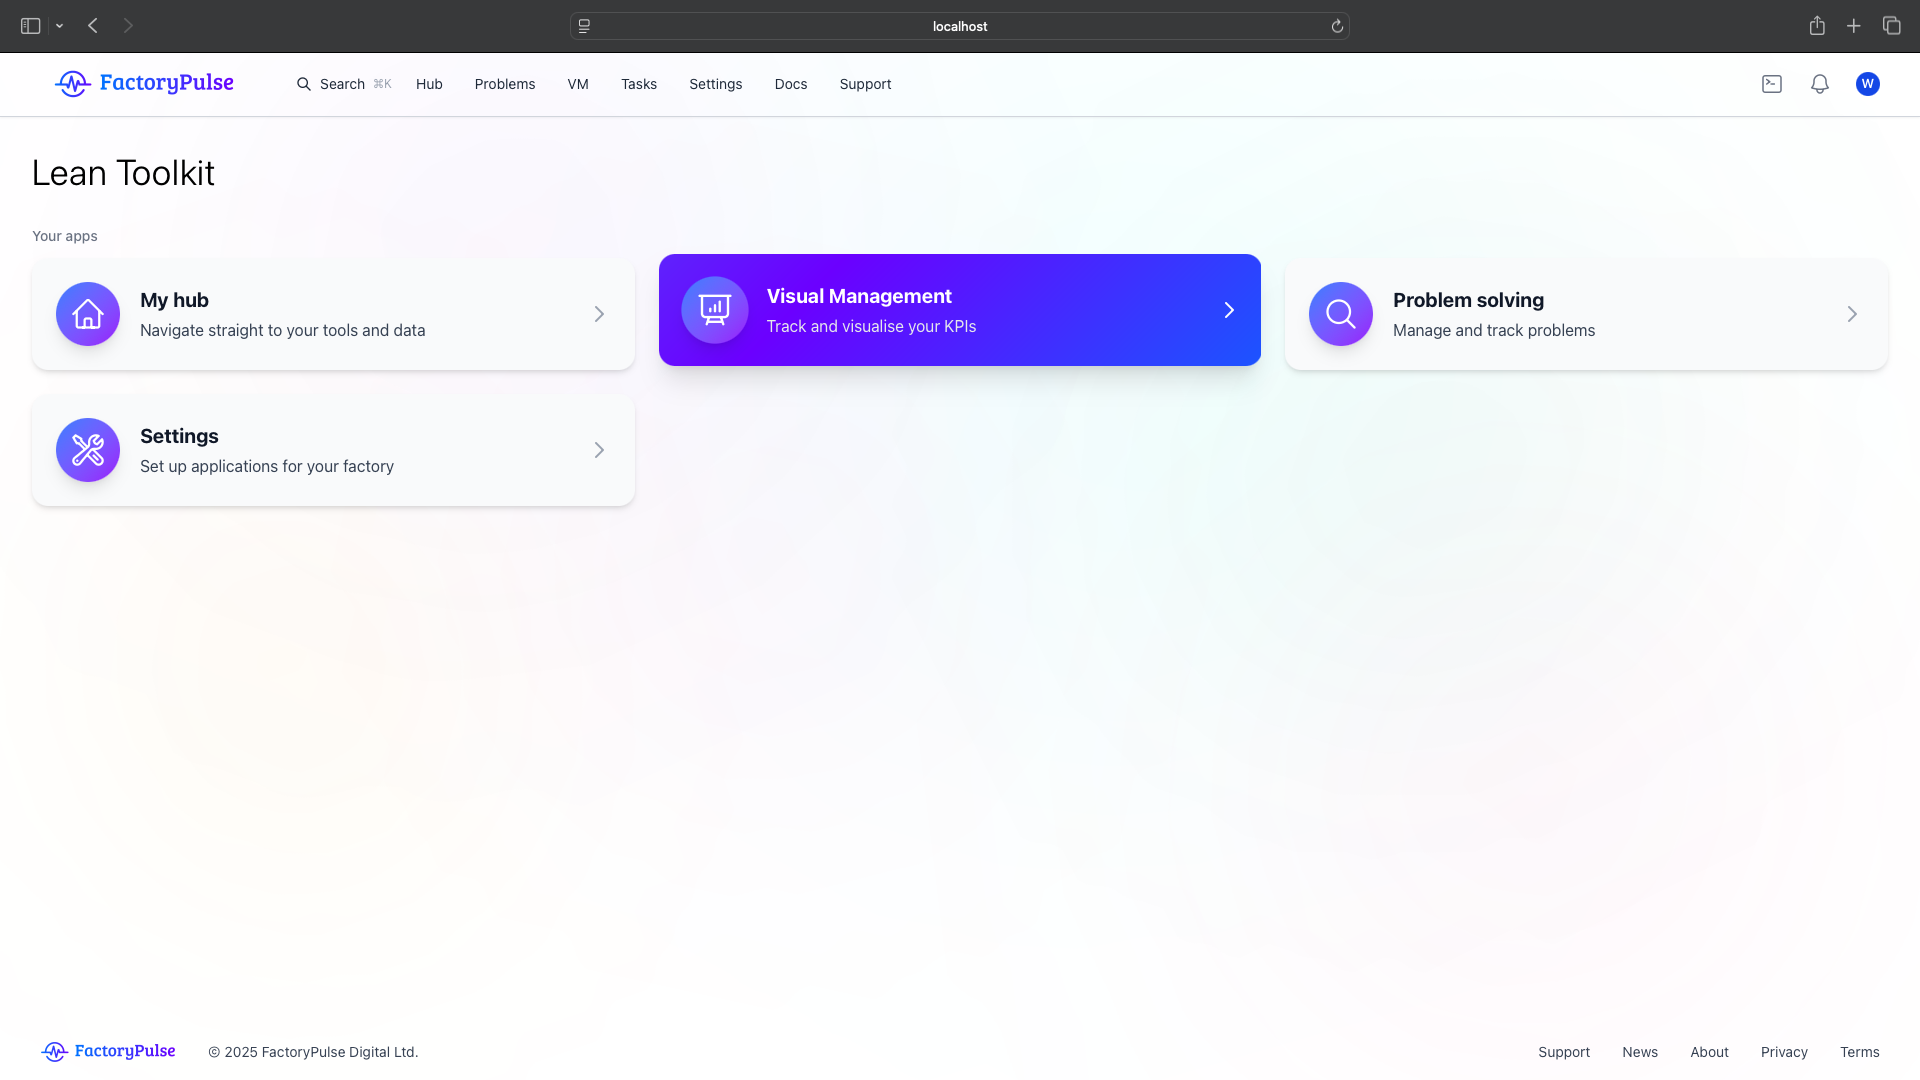 localhost
FactoryPulse
Search ⌘K Hub Problems VM Tasks Settings Docs Support
W
Lean Toolkit
Your apps
My hub
Navigate straight to your tools and data
Visual Management
Track and visualise your KPIs
Problem solving
Manage and track problems
Settings
Set up applications for your factory
FactoryPulse © 2025 FactoryPulse Digital Ltd.
Support News About Privacy Terms